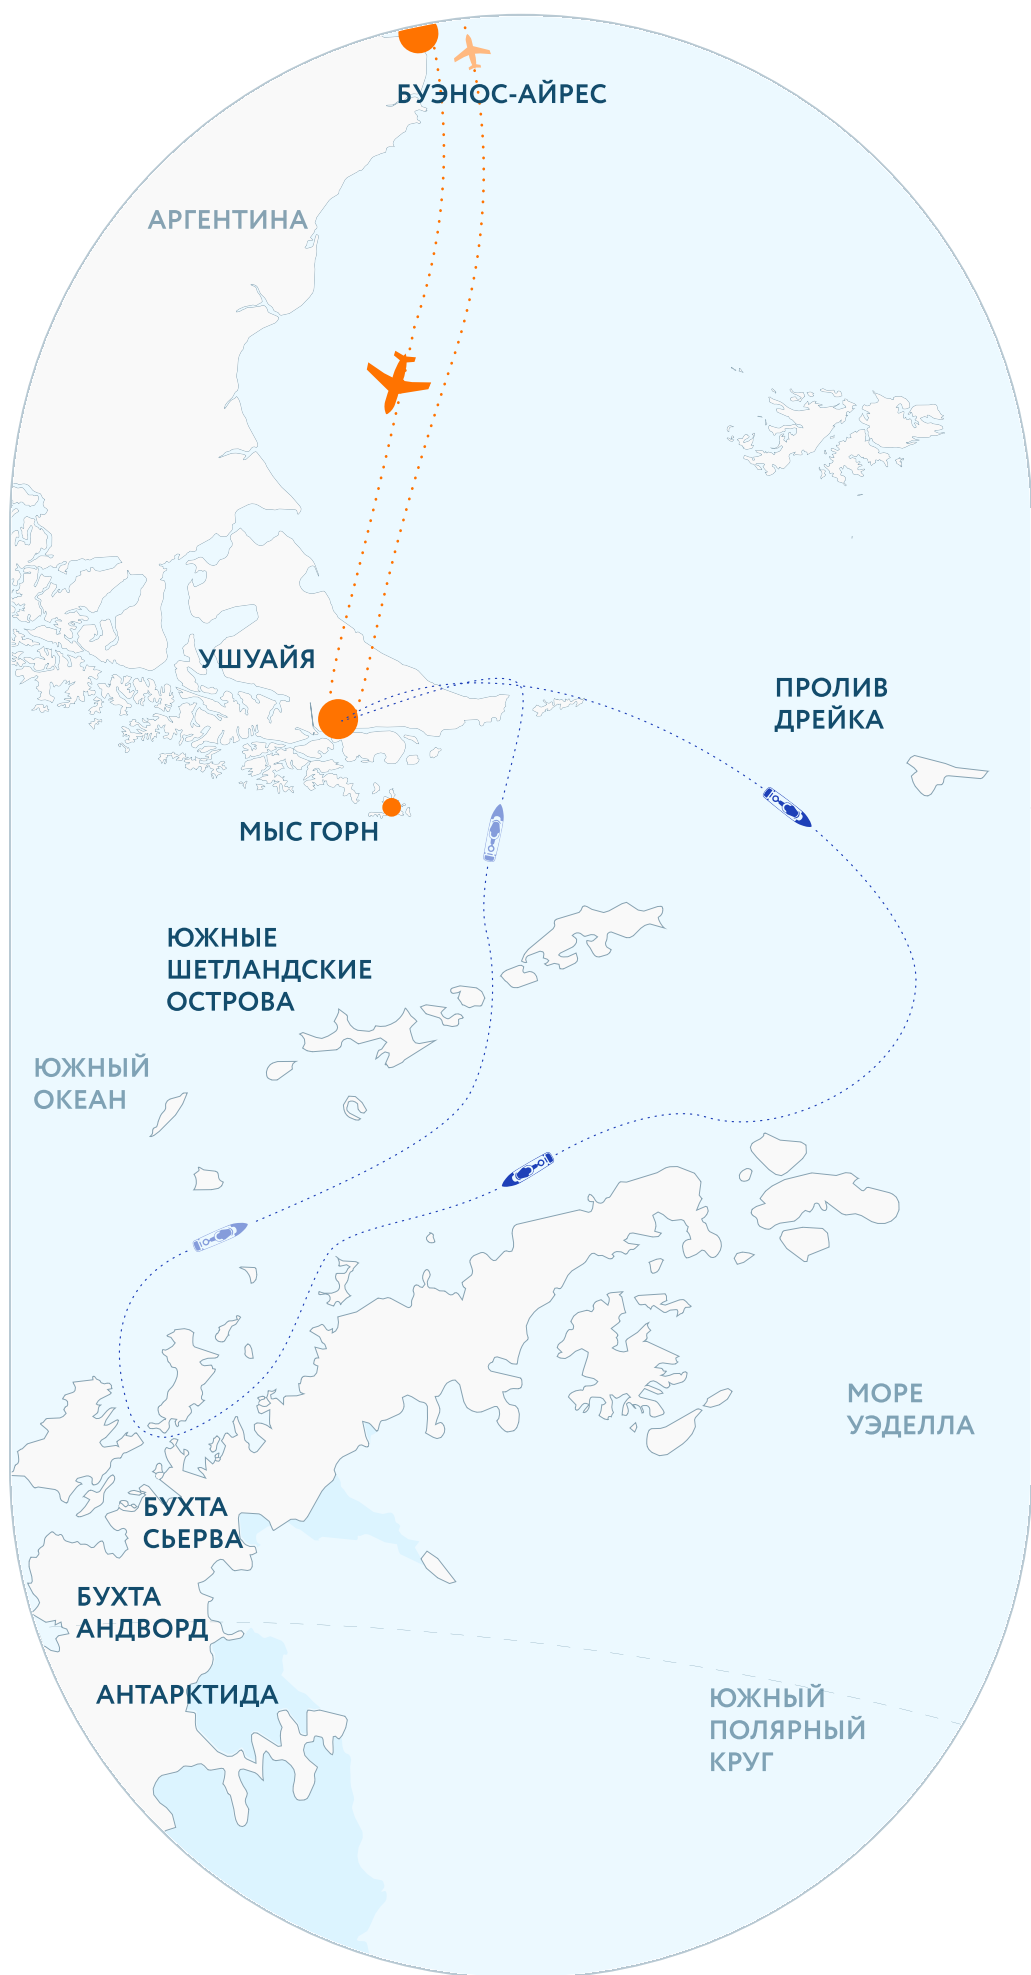 БУЭНОС-АЙРЕС
АРГЕНТИНА
УШУАЙЯ
ПРОЛИВ
ДРЕЙКА
МЫС ГОРН
ЮЖНЫЕ
ШЕТЛАНДСКИЕ
ОСТРОВА
ЮЖНЫЙ
ОКЕАН
МОРЕ
УЭДЕЛЛА
БУХТА
СЬЕРВА
БУХТА
АНДВОРД
АНТАРКТИДА
ЮЖНЫЙ
ПОЛЯРНЫЙ
КРУГ